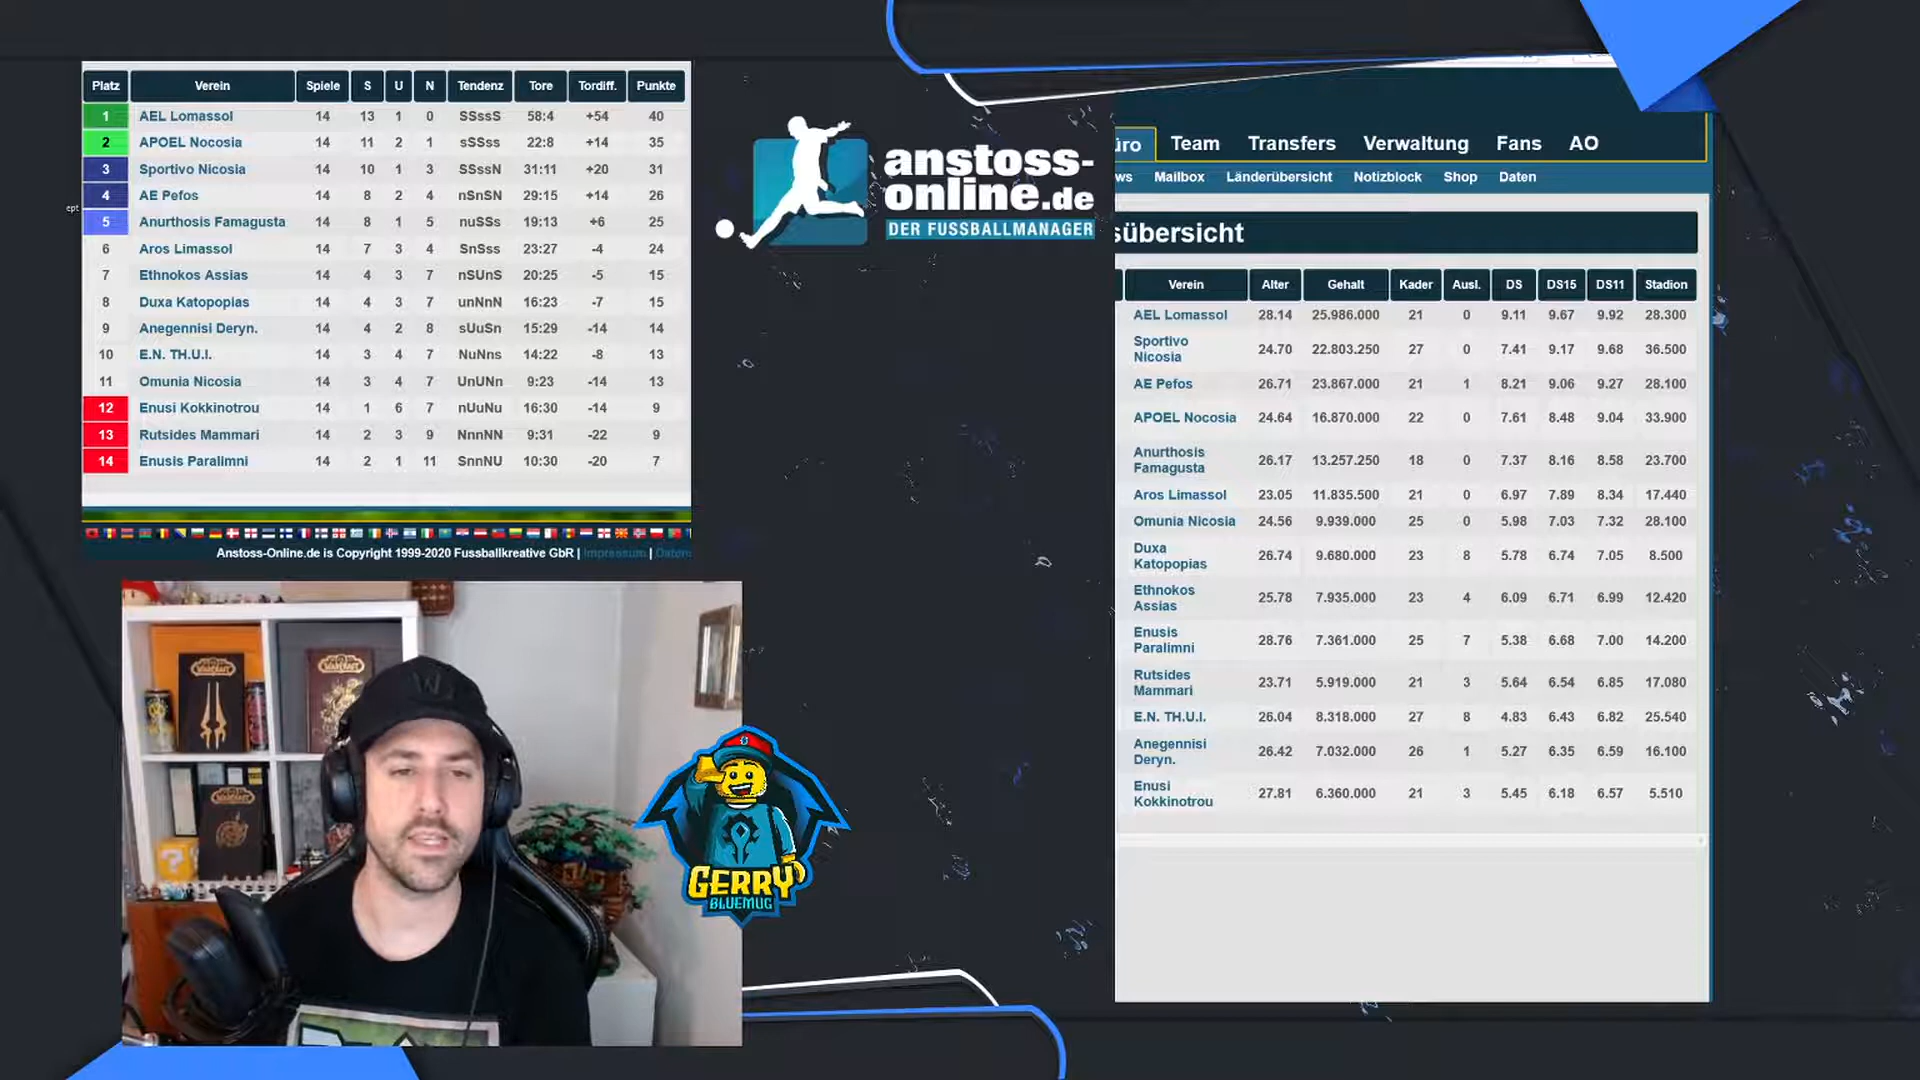 Platz Verein Spiele S U N Tendenz Tore Tordiff. Punkte
1 AEL Lomassol 14 13 1 0 SSssS 58:4 +54 40
2 APOEL Nocosia 14 11 2 1 sSSss 22:8 +14 35
3 Sportivo Nicosia 14 10 1 3 SSssN 31:11 +20 31
4 AE Pefos 14 8 2 4 nSnSN 29:15 +14 26
5 Anurthosis Famagusta 14 8 1 5 nuSSs 19:13 +6 25
6 Aros Limassol 14 7 3 4 SnSss 23:27 -4 24
7 Ethnokos Assias 14 4 3 7 nSUnS 20:25 -5 15
8 Duxa Katopopias 14 4 3 7 unNnN 16:23 -7 15
9 Anegennisi Deryn. 14 4 2 8 sUuSn 15:29 -14 14
10 E.N. TH.U.I. 14 3 4 7 NuNns 14:22 -8 13
11 Omunia Nicosia 14 3 4 7 UnUNn 9:23 -14 13
12 Enusi Kokkinotrou 14 1 6 7 nUuNu 16:30 -14 9
13 Rutsides Mammari 14 2 3 9 NnnNN 9:31 -22 9
14 Enusis Paralimni 14 2 1 11 SnnNU 10:30 -20 7
ept
Anstoss-Online.de is Copyright 1999-2020 Fussballkreative GbR | Impressum | Daten
anstoss-
online.de
DER FUSSBALLMANAGER
üro Team Transfers Verwaltung Fans AO
ws Mailbox Länderübersicht Notizblock Shop Daten
sübersicht
Verein Alter Gehalt Kader Ausl. DS DS15 DS11 Stadion
AEL Lomassol 28.14 25.986.000 21 0 9.11 9.67 9.92 28.300
Sportivo
Nicosia 24.70 22.803.250 27 0 7.41 9.17 9.68 36.500
AE Pefos 26.71 23.867.000 21 1 8.21 9.06 9.27 28.100
APOEL Nocosia 24.64 16.870.000 22 0 7.61 8.48 9.04 33.900
Anurthosis
Famagusta 26.17 13.257.250 18 0 7.37 8.16 8.58 23.700
Aros Limassol 23.05 11.835.500 21 0 6.97 7.89 8.34 17.440
Omunia Nicosia 24.56 9.939.000 25 0 5.98 7.03 7.32 28.100
Duxa
Katopopias 26.74 9.680.000 23 8 5.78 6.74 7.05 8.500
Ethnokos
Assias 25.78 7.935.000 23 4 6.09 6.71 6.99 12.420
Enusis
Paralimni 28.76 7.361.000 25 7 5.38 6.68 7.00 14.200
Rutsides
Mammari 23.71 5.919.000 21 3 5.64 6.54 6.85 17.080
E.N. TH.U.I. 26.04 8.318.000 27 8 4.83 6.43 6.82 25.540
Anegennisi
Deryn. 26.42 7.032.000 26 1 5.27 6.35 6.59 16.100
Enusi
Kokkinotrou 27.81 6.360.000 21 3 5.45 6.18 6.57 5.510
WARCRAFT
WARCRAFT
WARCRAFT
GERRY
BLUEMUG